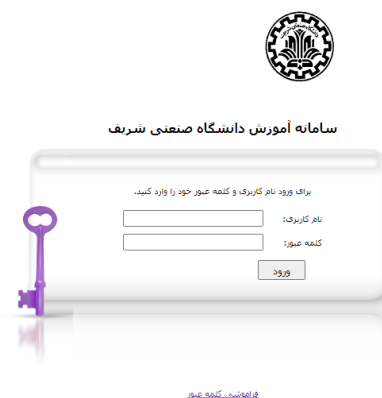 سامانه آموزش دانشگاه صنعتی شریف
برای ورود نام کاربری و کلمه عبور خود را وارد کنید.
نام کاربری:
کلمه عبور:
ورود
فراموشی کلمه عبور